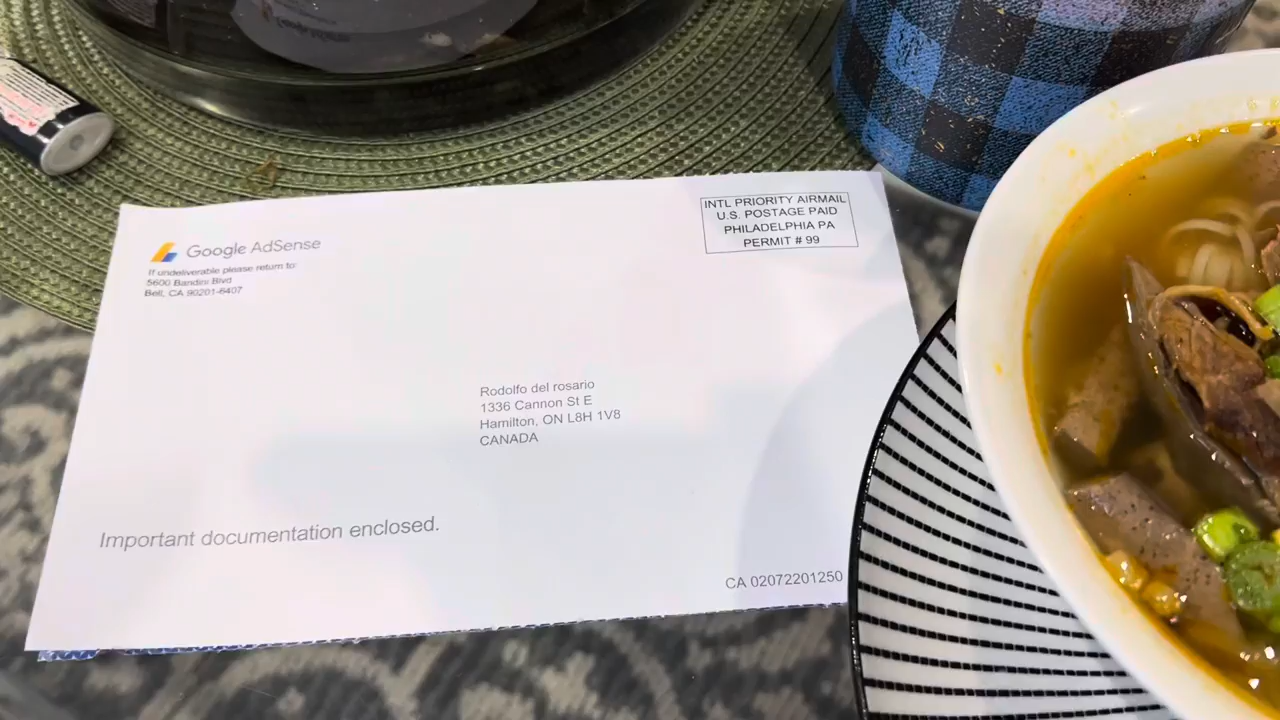 Google AdSense
If undeliverable please return to:
5600 Bandini Blvd
Bell, CA 90201-6407
INTL PRIORITY AIRMAIL
U.S. POSTAGE PAID
PHILADELPHIA PA
PERMIT # 99
Rodolfo del rosario
1336 Cannon St E
Hamilton, ON L8H 1V8
CANADA
Important documentation enclosed.
CA 02072201250